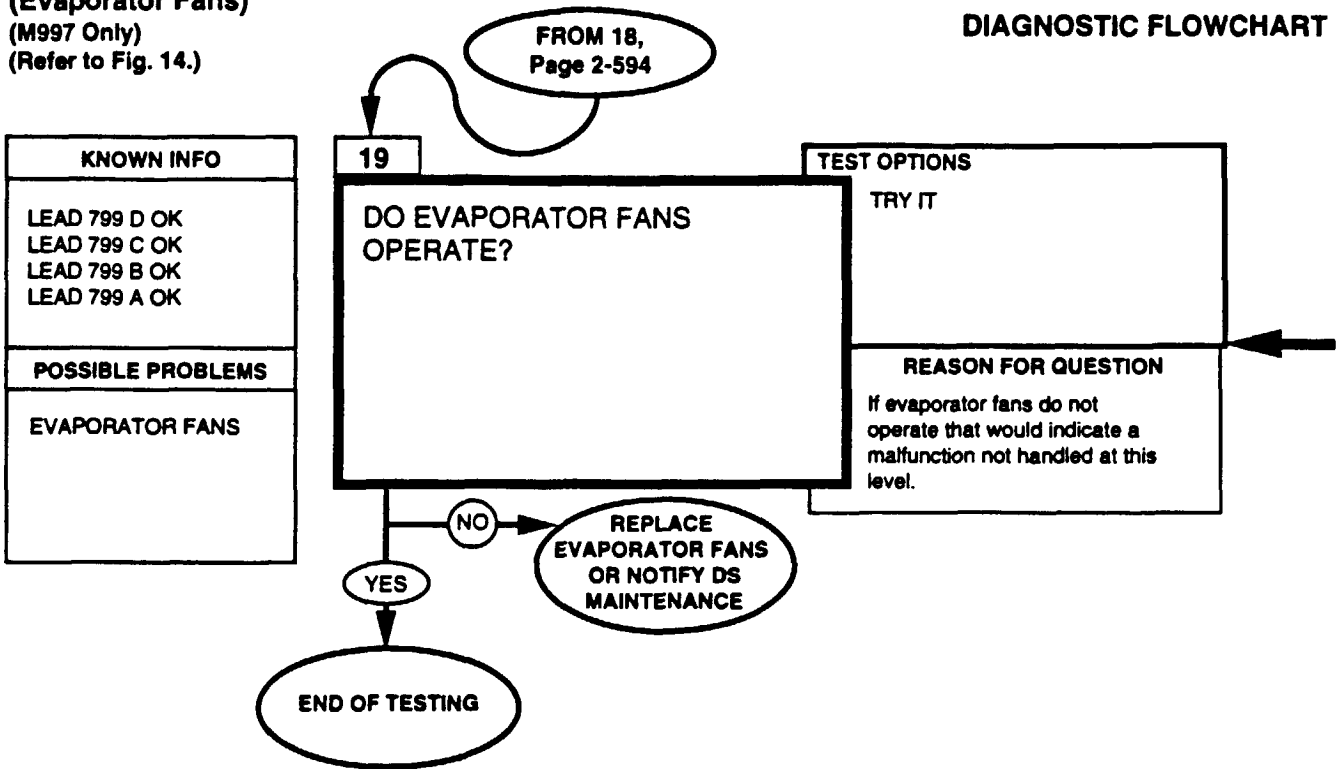 (Evaporator Fans)
(M997 Only)
(Refer to Fig. 14.)
DIAGNOSTIC FLOWCHART
FROM 18,
Page 2-594
KNOWN INFO
LEAD 799 D OK
LEAD 799 C OK
LEAD 799 B OK
LEAD 799 A OK
POSSIBLE PROBLEMS
EVAPORATOR FANS
19
DO EVAPORATOR FANS
OPERATE?
TEST OPTIONS
TRY IT
REASON FOR QUESTION
If evaporator fans do not
operate that would indicate a
malfunction not handled at this
level.
NO
REPLACE
EVAPORATOR FANS
OR NOTIFY DS
MAINTENANCE
YES
END OF TESTING